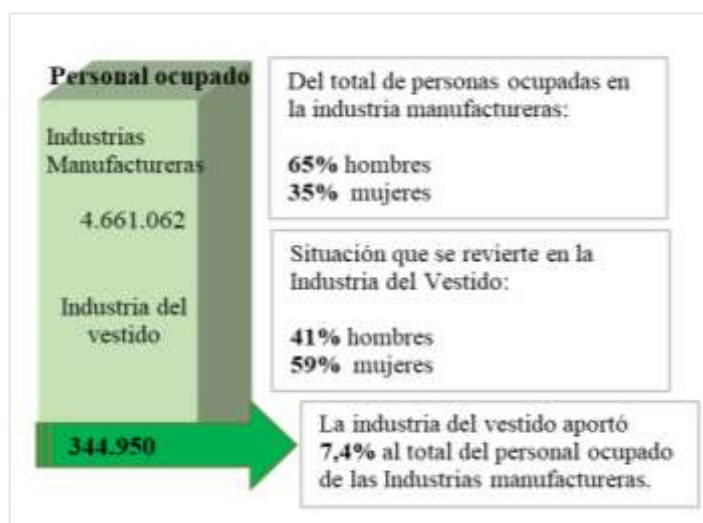 Personal ocupado
Industrias
Manufactureras
4.661.062
Industria del
vestido
344.950
Del total de personas ocupadas en
la industria manufactureras:
65% hombres
35% mujeres
Situación que se revierte en la
Industria del Vestido:
41% hombres
59% mujeres
La industria del vestido aportó
7,4% al total del personal ocupado
de las Industrias manufactureras.